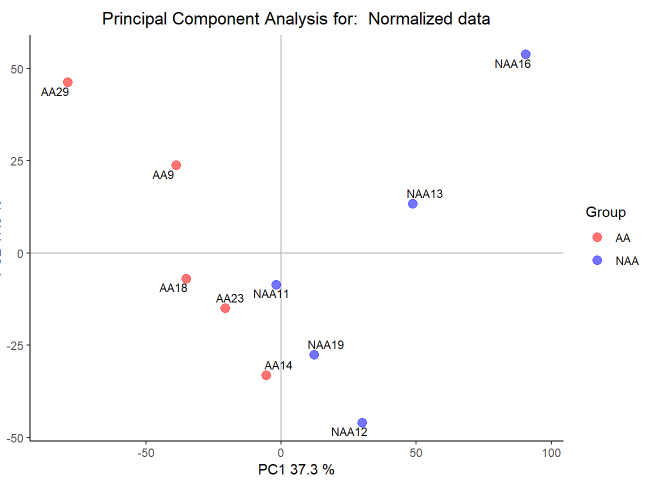 Principal Component Analysis for:  Normalized data
50
25
0
-25
-50
AA29
NAA16
AA9
NAA13
AA18
AA23
NAA11
NAA19
AA14
NAA12
-50
0
50
100
PC1 37.3 %
Group
AA
NAA